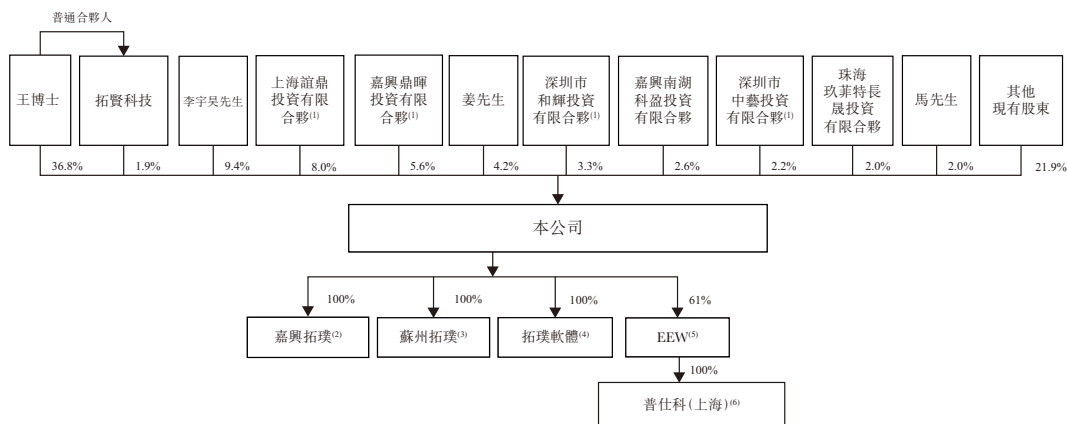 普通合夥人
王博士
拓賢科技
李宇昊先生
上海誼鼎
投資有限
合夥(1)
嘉興鼎暉
投資有限
合夥(1)
姜先生
深圳市
和輝投資
有限合夥(1)
嘉興南湖
科盈投資
有限合夥
深圳市
中藝投資
有限合夥(1)
珠海
玖菲特長
晟投資
有限合夥
馬先生
其他
現有股東
36.8%
1.9%
9.4%
8.0%
5.6%
4.2%
3.3%
2.6%
2.2%
2.0%
2.0%
21.9%
本公司
100%
100%
100%
61%
嘉興拓璞(2)
蘇州拓璞(3)
拓璞軟體(4)
EEW(5)
100%
普仕科(上海)(6)